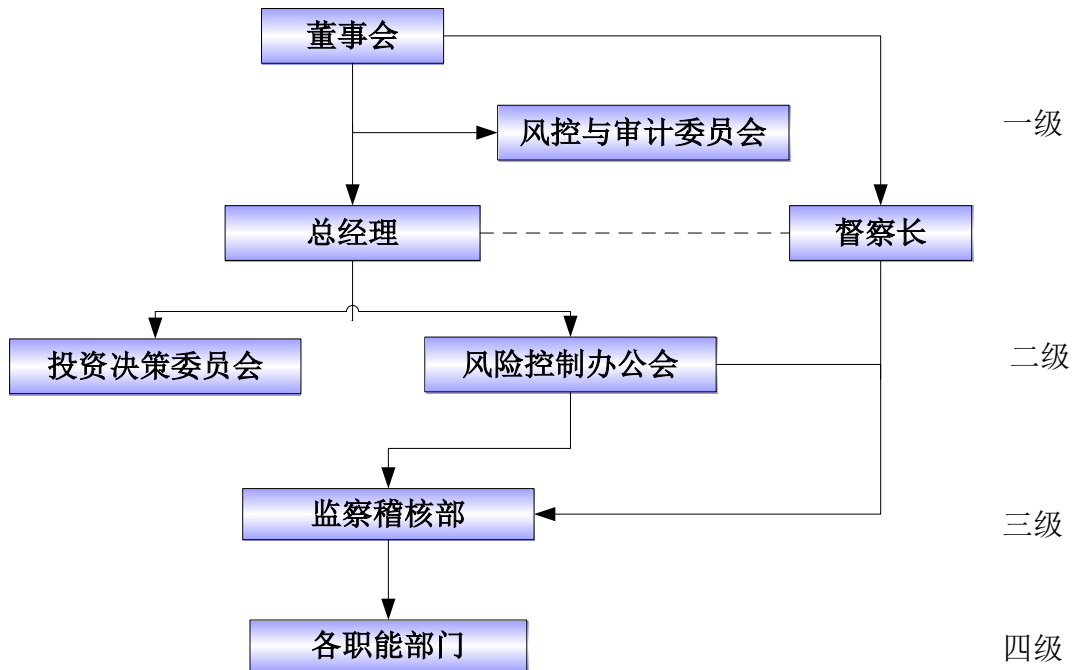 董事会
风控与审计委员会
一级
总经理
督察长
投资决策委员会
风险控制办公会
二级
监察稽核部
三级
各职能部门
四级